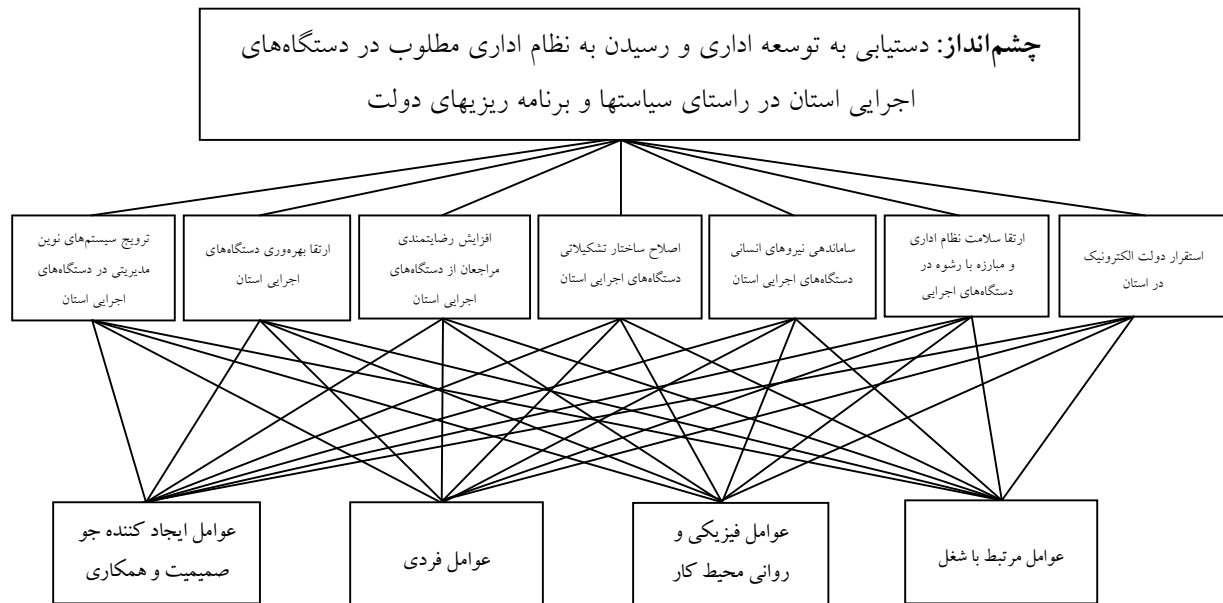 چشم‌انداز: دستیابی به توسعه اداری و رسیدن به نظام اداری مطلوب در دستگاه‌های
اجرایی استان در راستای سیاستها و برنامه ریزیهای دولت
استقرار دولت الکترونیک
در استان
ارتقا سلامت نظام اداری
و مبارزه با رشوه در
دستگاه‌های اجرایی
ساماندهی نیروهای انسانی
دستگاه‌های اجرایی استان
اصلاح ساختار تشکیلاتی
دستگاه‌های اجرایی استان
افزایش رضایتمندی
مراجعان از دستگاه‌های
اجرایی استان
ارتقا بهره‌وری دستگاه‌های
اجرایی استان
ترویج سیستم‌های نوین
مدیریتی در دستگاه‌های
اجرایی استان
عوامل مرتبط با شغل
عوامل فیزیکی و
روانی محیط کار
عوامل فردی
عوامل ایجاد کننده جو
صمیمیت و همکاری